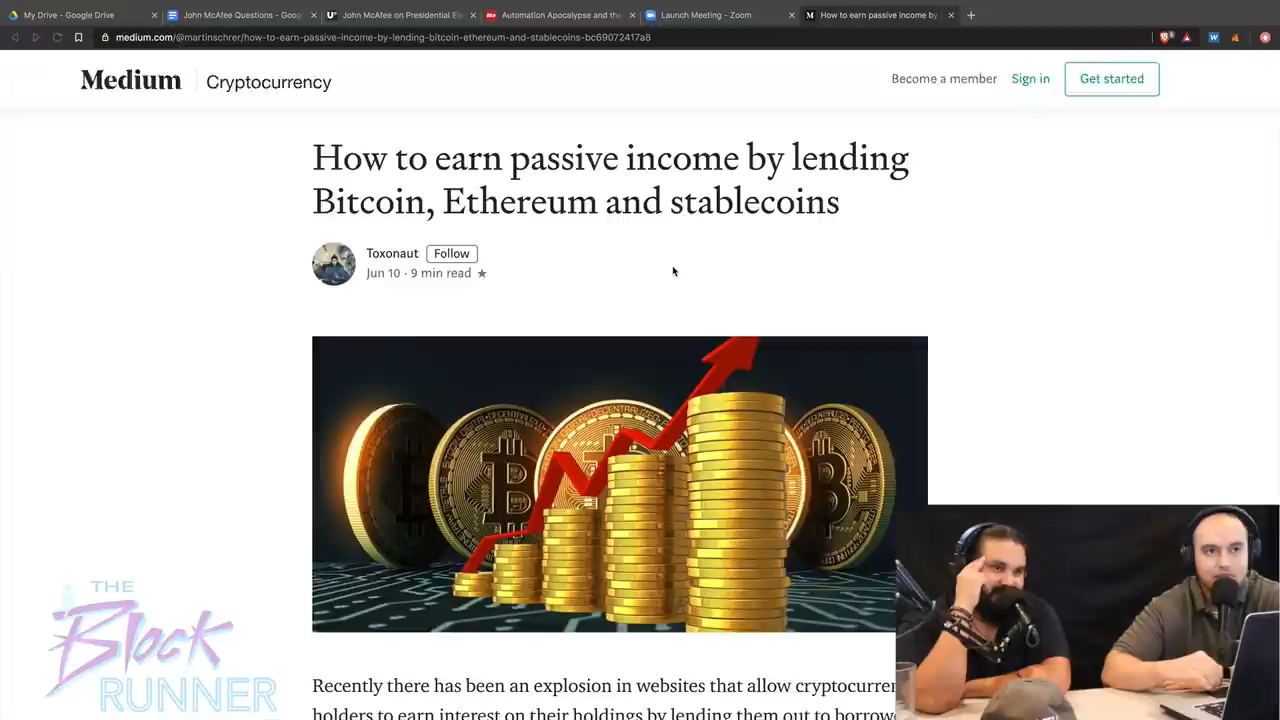 My Drive - Google Drive
John McAfee Questions - Goog
John McAfee on Presidential Ele
Automation Apocalypse and the
Launch Meeting - Zoom
How to earn passive income by
medium.com/@martinschrer/how-to-earn-passive-income-by-lending-bitcoin-ethereum-and-stablecoins-bc69072417a8
Medium
Cryptocurrency
Become a member
Sign in
Get started
How to earn passive income by lending
Bitcoin, Ethereum and stablecoins
Toxonaut
Follow
Jun 10 · 9 min read
THE
Block
RUNNER
Recently there has been an explosion in websites that allow cryptocurren
holders to earn interest on their holdings by lending them out to borrowe